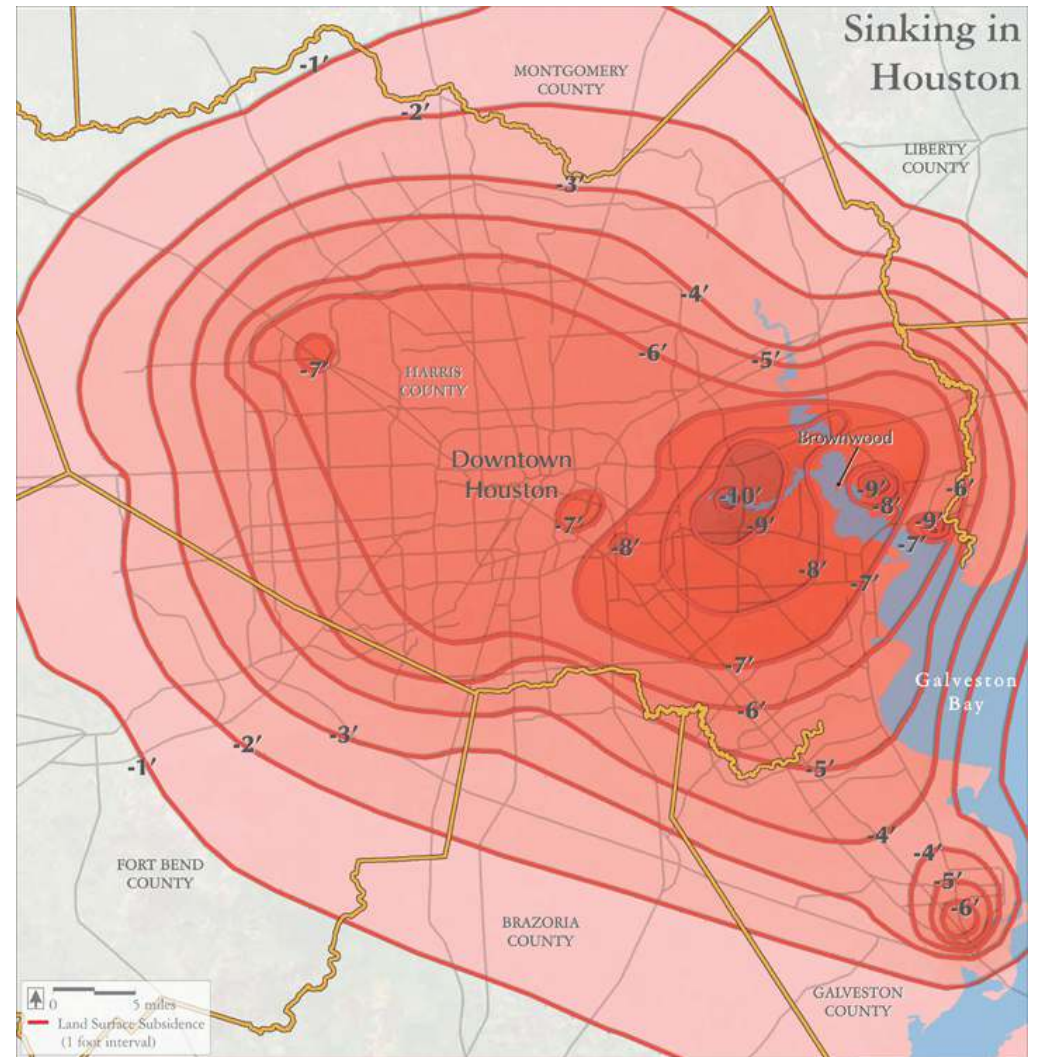 Sinking in
Houston
-1'
MONTGOMERY
COUNTY
-2'
LIBERTY
COUNTY
-3'
-4'
-6'
-5'
-7'
HARRIS
COUNTY
Brownwood
Downtown
Houston
-10'
-9'
-8'
-6'
-7'
-9'
-9'
-7'
-8'
-8'
-7'
-7'
Galveston
Bay
-6'
-3'
-2'
-1'
-5'
-4'
-4'
-5'
-6'
FORT BEND
COUNTY
BRAZORIA
COUNTY
GALVESTON
COUNTY
0 5 miles
Land Surface Subsidence
(1 foot interval)